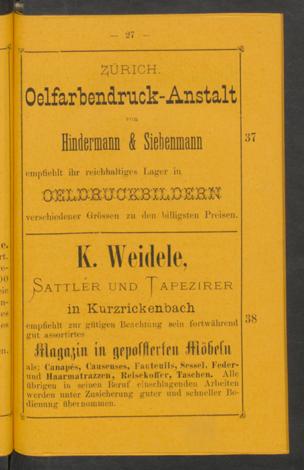 — 27 —
ZÜRICH.
Oelfarbendruck-Anstalt
von
Hindermann & Siebenmann
37
empfiehlt ihr reichhaltiges Lager in
OELDRUCKBILDERN
verschiedener Grössen zu den billigsten Preisen.
K. Weidele,
SATTLER UND TAPEZIRER
in Kurzrickenbach
38
empfiehlt zur gütigen Beachtung sein fortwährend
gut assortirtes
Magazin in gepolsterten Möbeln
als: Canapés, Causeuses, Fauteuils, Sessel, Feder-
und Haarmatrazzen, Reisekoffer, Taschen. Alle
übrigen in seinen Beruf einschlagenden Arbeiten
werden unter Zusicherung guter und schneller Be-
dienung übernommen.